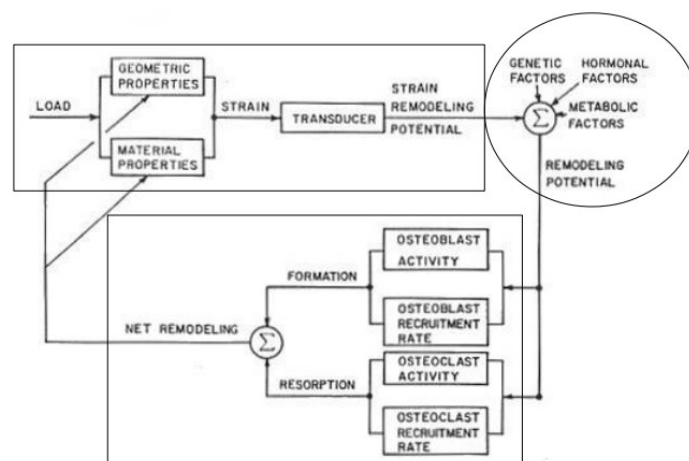 GEOMETRIC
PROPERTIES
LOAD
STRAIN
MATERIAL
PROPERTIES
TRANSDUCER
STRAIN
REMODELING
POTENTIAL
GENETIC
FACTORS
HORMONAL
FACTORS
Σ
METABOLIC
FACTORS
REMODELING
POTENTIAL
OSTEOBLAST
ACTIVITY
FORMATION
OSTEOBLAST
RECRUITMENT
RATE
NET REMODELING
Σ
OSTEOCLAST
ACTIVITY
RESORPTION
OSTEOCLAST
RECRUITMENT
RATE